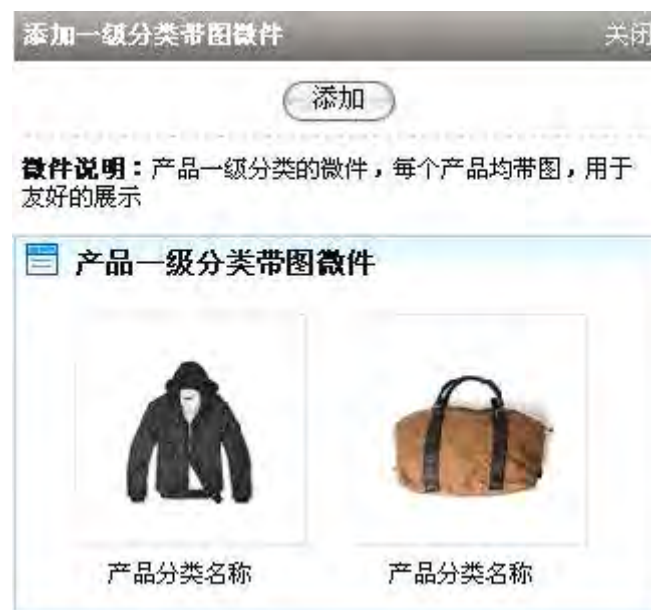 添加一级分类带图微件
关闭
添加
微件说明：产品一级分类的微件，每个产品均带图，用于
友好的展示
产品一级分类带图微件
产品分类名称
产品分类名称